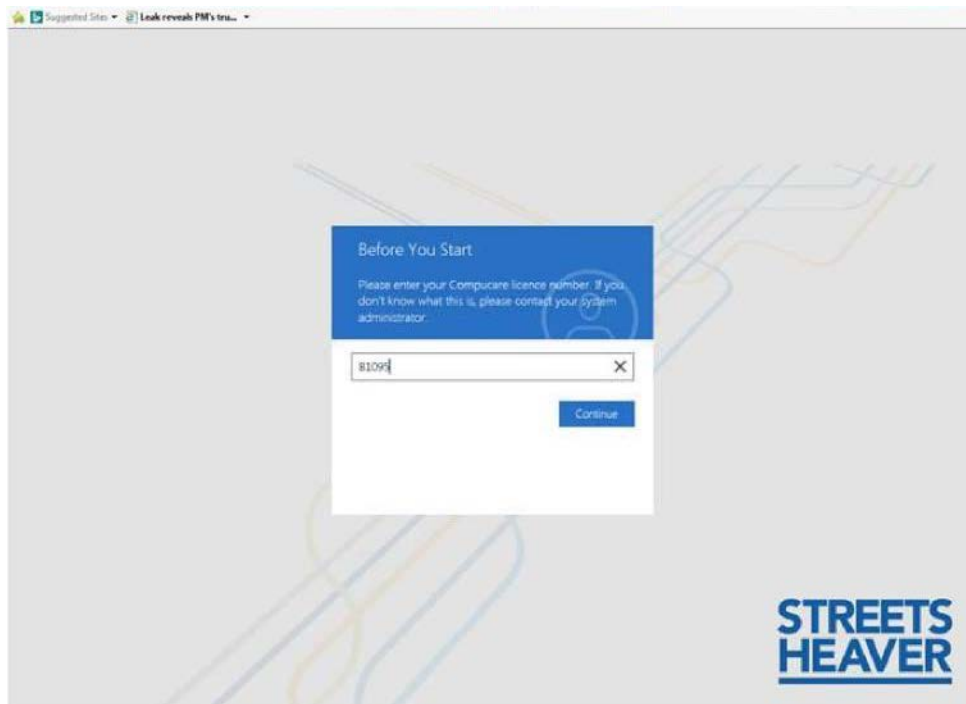 Suggested Sites
Leak reveals PM's tru...
Before You Start
Please enter your Compucare licence number. If you
don't know what this is, please contact your system
administrator.
81095
Continue
STREETS
HEAVER